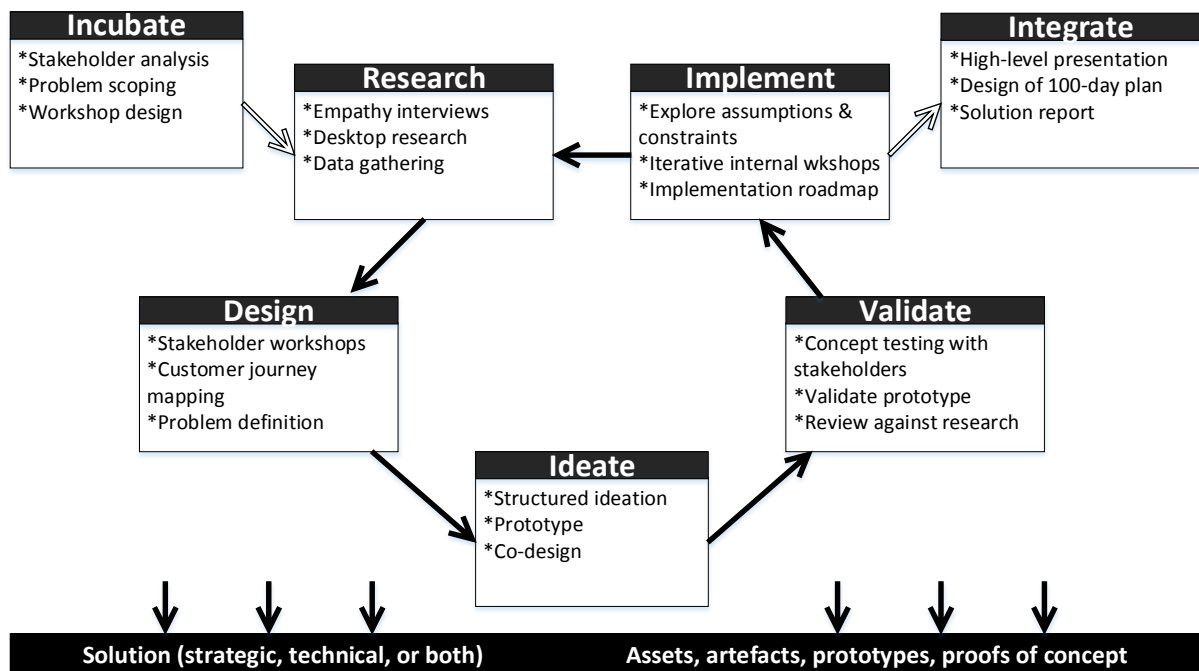 Incubate
*Stakeholder analysis
*Problem scoping
*Workshop design
Research
*Empathy interviews
*Desktop research
*Data gathering
Implement
*Explore assumptions &
constraints
*Iterative internal wkshops
*Implementation roadmap
Integrate
*High-level presentation
*Design of 100-day plan
*Solution report
Design
*Stakeholder workshops
*Customer journey
mapping
*Problem definition
Ideate
*Structured ideation
*Prototype
*Co-design
Validate
*Concept testing with
stakeholders
*Validate prototype
*Review against research
Solution (strategic, technical, or both)
Assets, artefacts, prototypes, proofs of concept